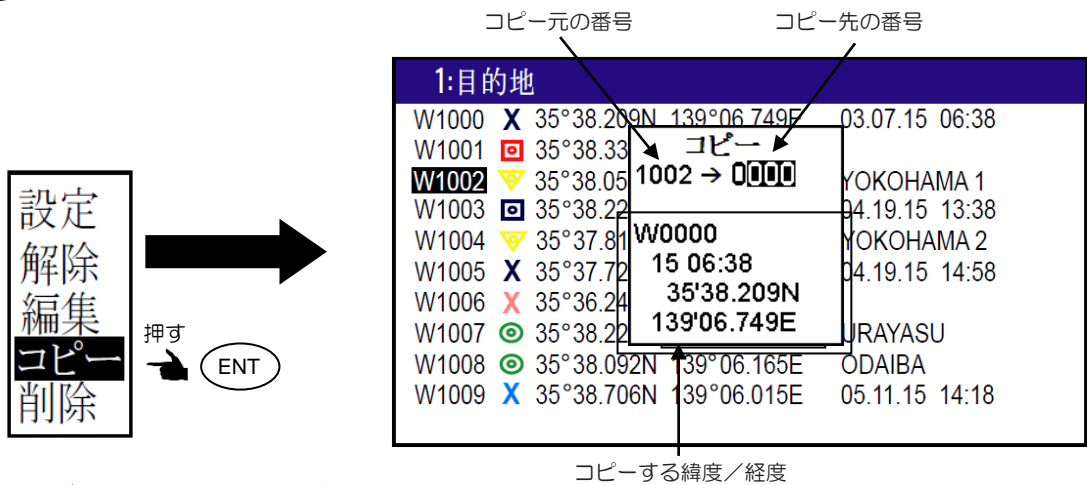 コピー元の番号 コピー先の番号
1:目的地
W1000 X 35°38.209N 139°06.749E 03.07.15 06:38
W1001 35°38.33
W1002 35°38.05 YOKOHAMA 1
W1003 35°38.22 04.19.15 13:38
W1004 35°37.81 YOKOHAMA 2
W1005 X 35°37.72 04.19.15 14:58
W1006 X 35°36.24
W1007 35°38.22 URAYASU
W1008 35°38.092N 139°06.165E ODAIBA
W1009 X 35°38.706N 139°06.015E 05.11.15 14:18
コピー
1002 → 0000
W0000
15 06:38
35'38.209N
139'06.749E
設定
解除
編集
コピー
削除
押す
ENT
コピーする緯度／経度